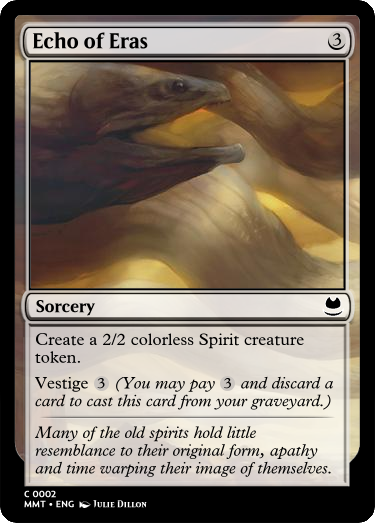 Echo of Eras 3
Sorcery
Create a 2/2 colorless Spirit creature
token.
Vestige 3 (You may pay 3 and discard a
card to cast this card from your graveyard.)
Many of the old spirits hold little
resemblance to their original form, apathy
and time warping their image of themselves.
C 0002
MMT • ENG Julie Dillon